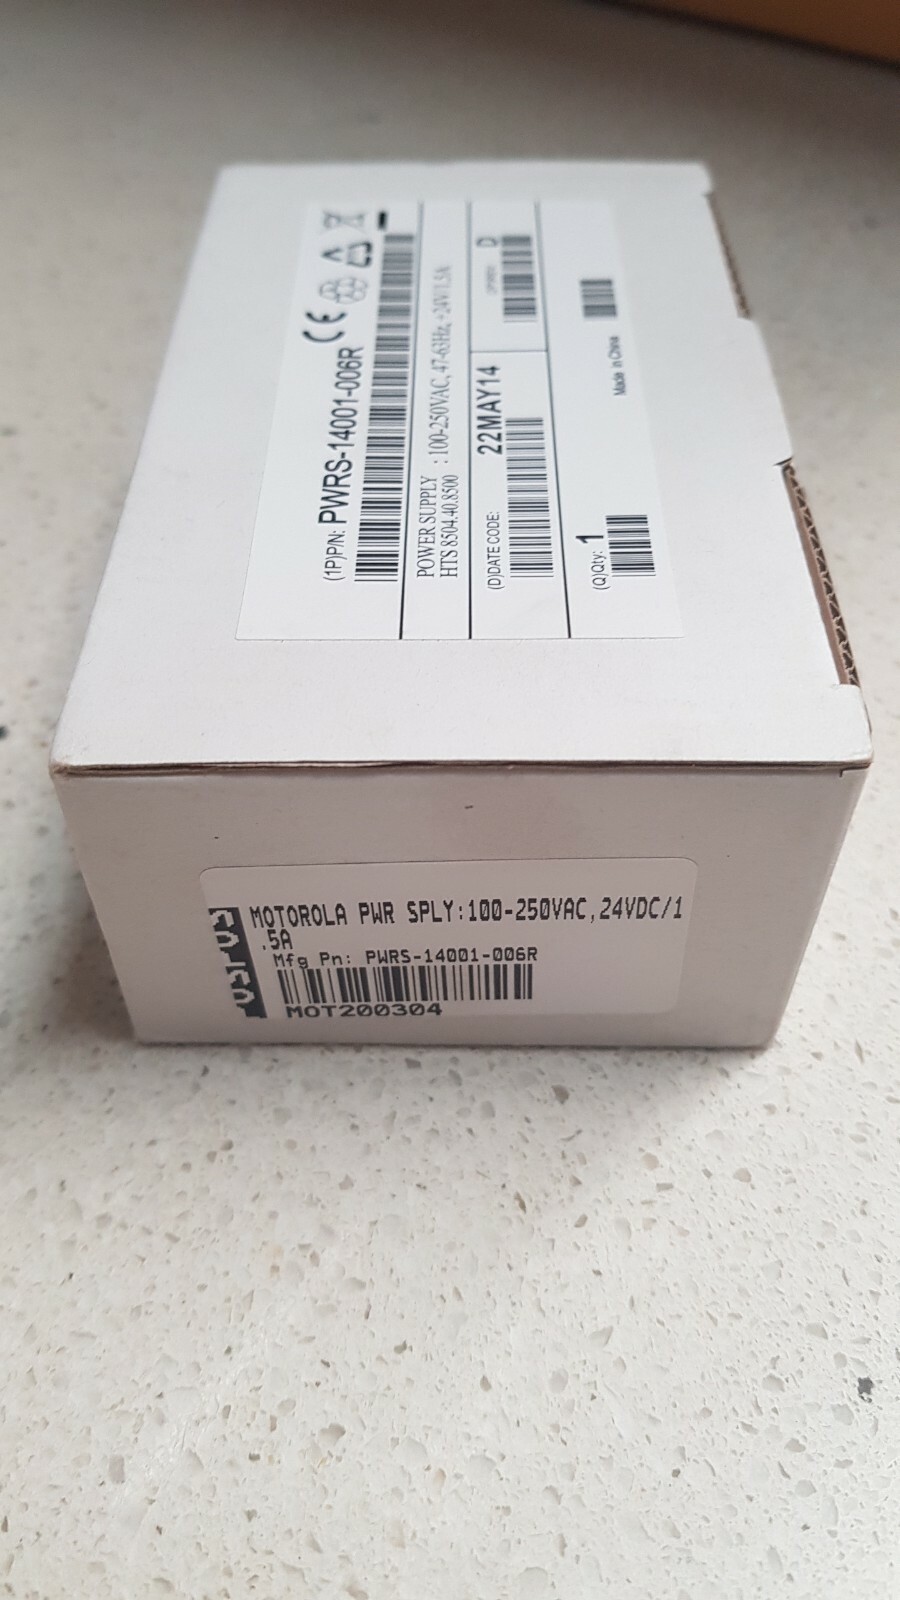 (1P)P/N: PWRS-14001-006R
CE
POWER SUPPLY : 100-250VAC, 47-63Hz, +24V/1.5A
HTS 8504.40.8500
(D)DATE CODE: 22MAY14
D
(Q)Qty: 1
Made in China
MOTOROLA PWR SPLY:100-250VAC,24VDC/1
.5A
Mfg Pn: PWRS-14001-006R
MOT200304